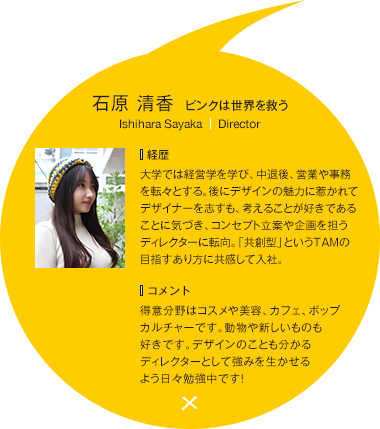 石原 清香 ピンクは世界を救う
Ishihara Sayaka | Director
経歴
大学では経営学を学び、中退後、営業や事務
を転々とする。後にデザインの魅力に惹かれて
デザイナーを志すも、考えることが好きである
ことに気づき、コンセプト立案や企画を担う
ディレクターに転向。「共創型」というTAMの
目指すあり方に共感して入社。
コメント
得意分野はコスメや美容、カフェ、ポップ
カルチャーです。動物や新しいものも
好きです。デザインのことも分かる
ディレクターとして強みを生かせる
よう日々勉強中です!